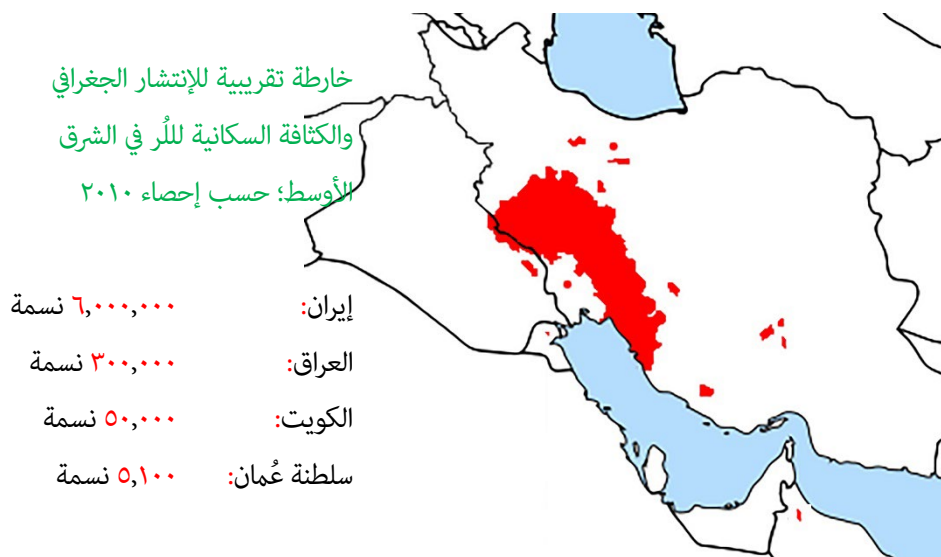 خارطة تقريبية للإنتشار الجغرافي
والكثافة السكانية لللُر في الشرق
الأوسط؛ حسب إحصاء ٢٠١٠
إيران: ٦,٠٠٠,٠٠٠ نسمة
العراق: ٣٠٠,٠٠٠ نسمة
الكويت: ٥٠,٠٠٠ نسمة
سلطنة عُمان: ٥,١٠٠ نسمة